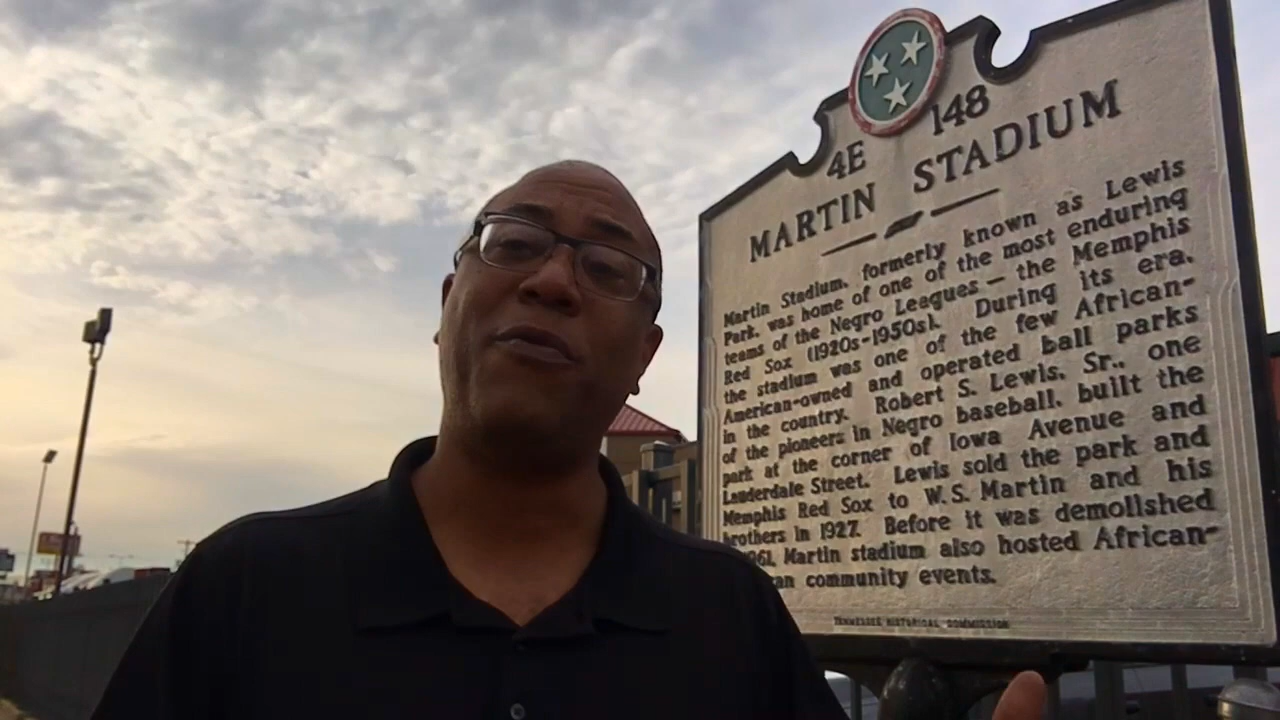 4E 148
MARTIN STADIUM
Martin Stadium, formerly known as Lewis
Park, was home of one of the most enduring
teams of the Negro Leagues — the Memphis
Red Sox (1920s-1950s). During its era,
the stadium was one of the few African-
American-owned and operated ball parks
in the country. Robert S. Lewis, Sr., one
of the pioneers in Negro baseball, built the
park at the corner of Iowa Avenue and
Lauderdale Street. Lewis sold the park and
Memphis Red Sox to W.S. Martin and his
brothers in 1927. Before it was demolished
Martin stadium also hosted African-
community events.
TENNESSEE HISTORICAL COMMISSION